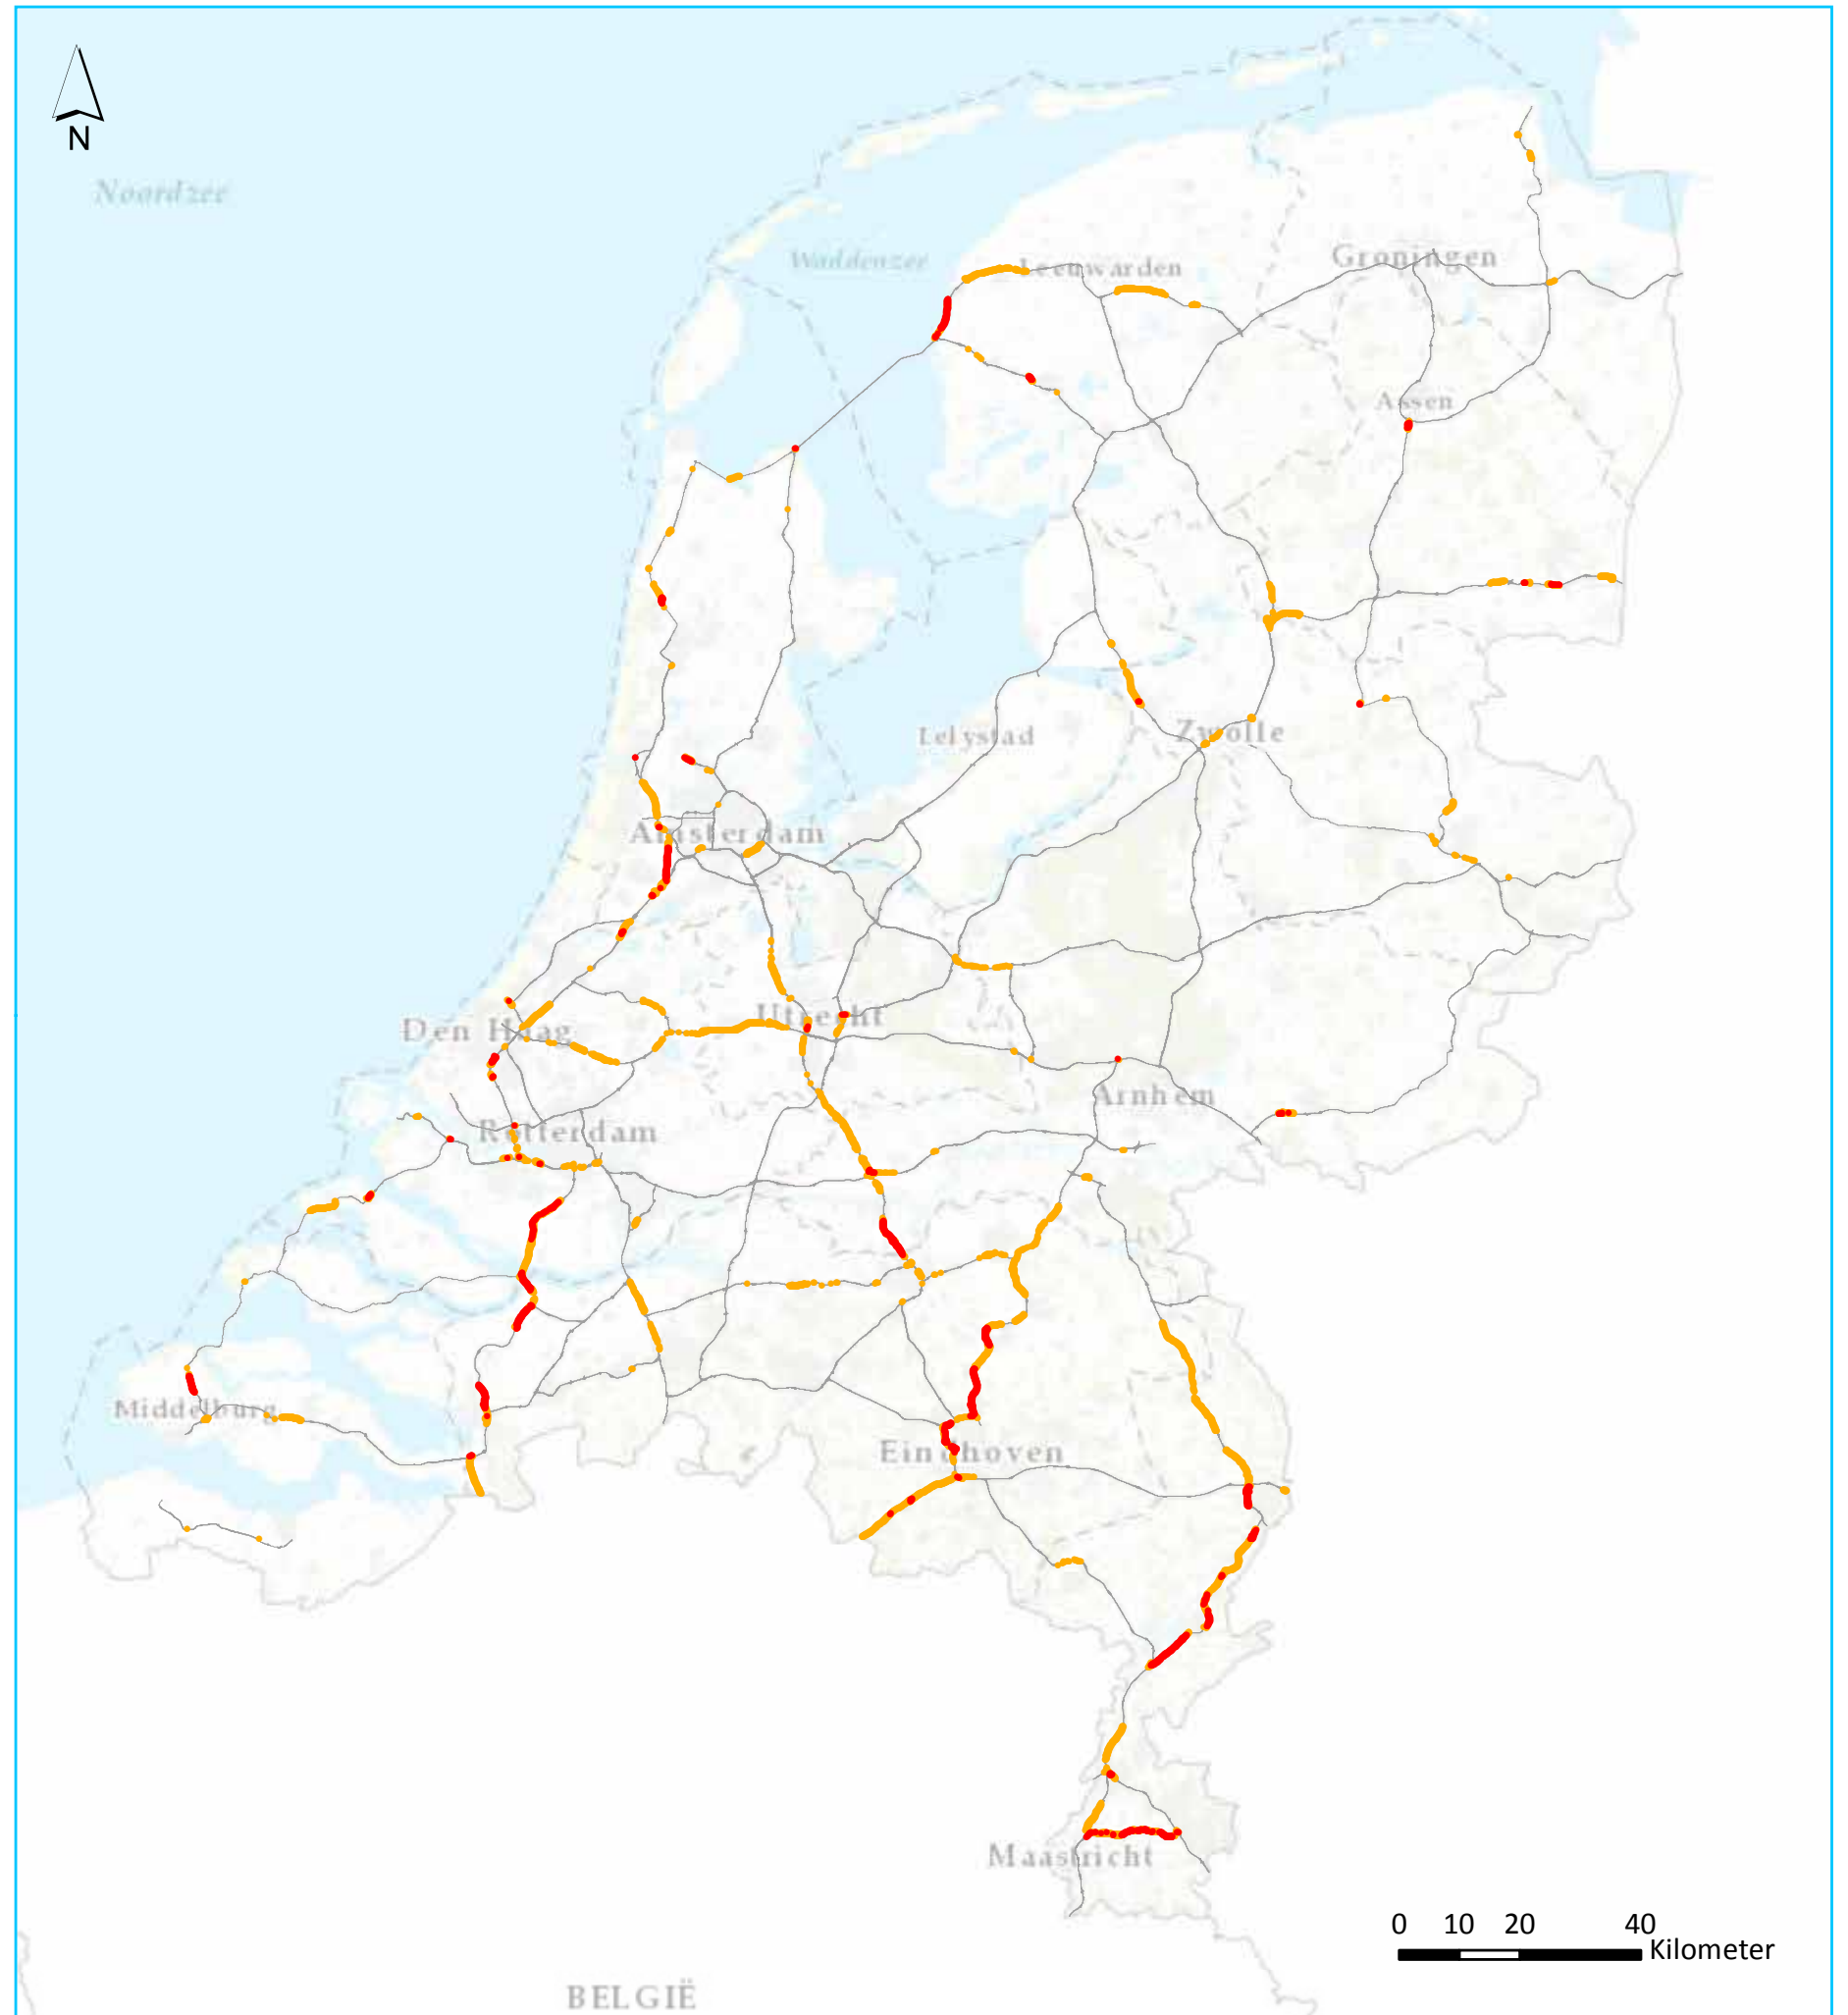 N
Noordzee
Waddenzee
Leeuwarden
Groningen
Assen
Lelystad
Zwolle
Amsterdam
Utrecht
Den Haag
Arnhem
Rotterdam
Middelburg
Eindhoven
Maastricht
0 10 20 40
Kilometer
BELGIË